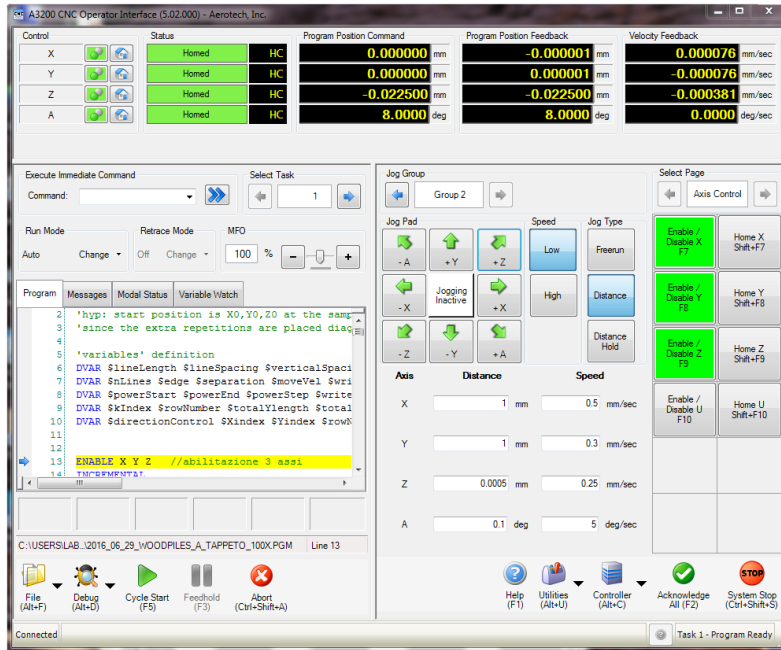 A3200 CNC Operator Interface (5.02.000) - Aerotech, Inc.
Control Status Program Position Command Program Position Feedback Velocity Feedback
X Homed HC 0.000000 mm -0.000001 mm 0.000076 mm/sec
Y Homed HC 0.000000 mm 0.000001 mm -0.000076 mm/sec
Z Homed HC -0.022500 mm -0.022500 mm -0.000381 mm/sec
A Homed HC 8.0000 deg 8.0000 deg 0.0000 deg/sec
Execute Immediate Command Select Task
Command: 1
Run Mode Retrace Mode MFO
Auto Change Off Change 100 %
Program Messages Modal Status Variable Watch
2 'hyp: start position is X0,Y0,Z0 at the samp
3 'since the extra repetitions are placed diag
4
5 'variables' definition
6 DVAR $lineLength $lineSpacing $verticalSpaci
7 DVAR $nLines $edge $separation $moveVel $wri
8 DVAR $powerStart $powerEnd $powerStep $write
9 DVAR $kIndex $rowNumber $totalYlength $total
10 DVAR $directionControl $Xindex $Yindex $rowN
11
12
13 ENABLE X Y Z //abilitazione 3 assi
14 INCREMENTAL
C:\USERS\LAB...\2016_06_29_WOODPILES_A_TAPPETO_100X.PGM Line 13
File
(Alt+F)
Debug
(Alt+D)
Cycle Start
(F5)
Feedhold
(F3)
Abort
(Ctrl+Shift+A)
Jog Group
Group 2
Jog Pad Speed Jog Type
- A + Y + Z Low Freerun
- X Jogging
Inactive
+ X High Distance
- Z - Y + A Distance
Hold
Axis Distance Speed
X 1 mm 0.5 mm/sec
Y 1 mm 0.3 mm/sec
Z 0.0005 mm 0.25 mm/sec
A 0.1 deg 5 deg/sec
Select Page
Axis
Control
Enable /
Disable X
F7
Home X
Shift+F7
Enable /
Disable Y
F8
Home Y
Shift+F8
Enable /
Disable Z
F9
Home Z
Shift+F9
Enable /
Disable U
F10
Home U
Shift+F10
Help
(F1)
Utilities
(Alt+U)
Controller
(Alt+C)
Acknowledge
All (F2)
STOP
System Stop
(Ctrl+Shift+S)
Connected
Task 1 - Program Ready